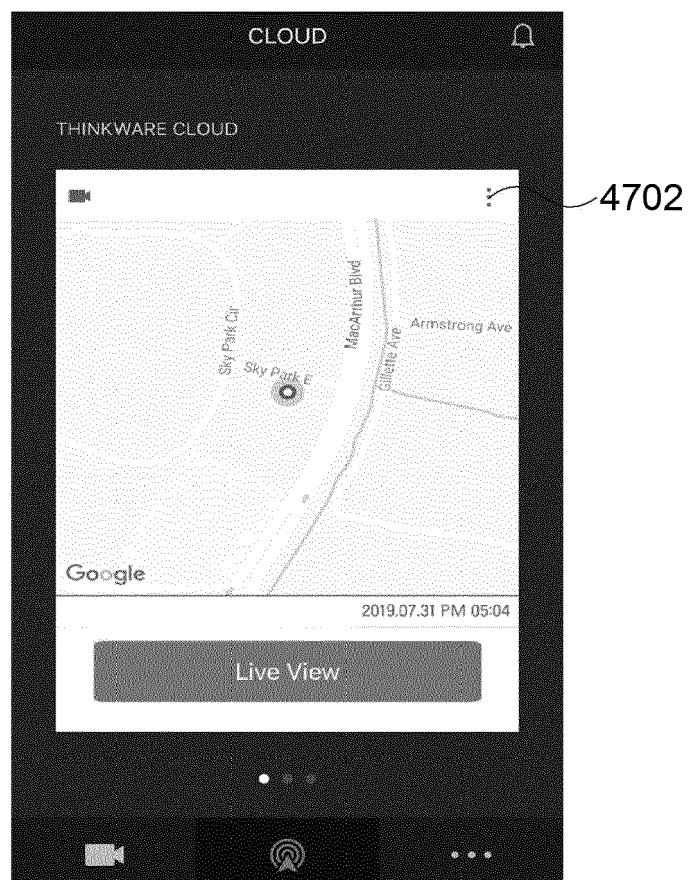 CLOUD
THINKWARE CLOUD
4702
Sky Park Cir
MacArthur Blvd
Armstrong Ave
Gillette Ave
Sky Park E
Google
2019.07.31 PM 05:04
Live View